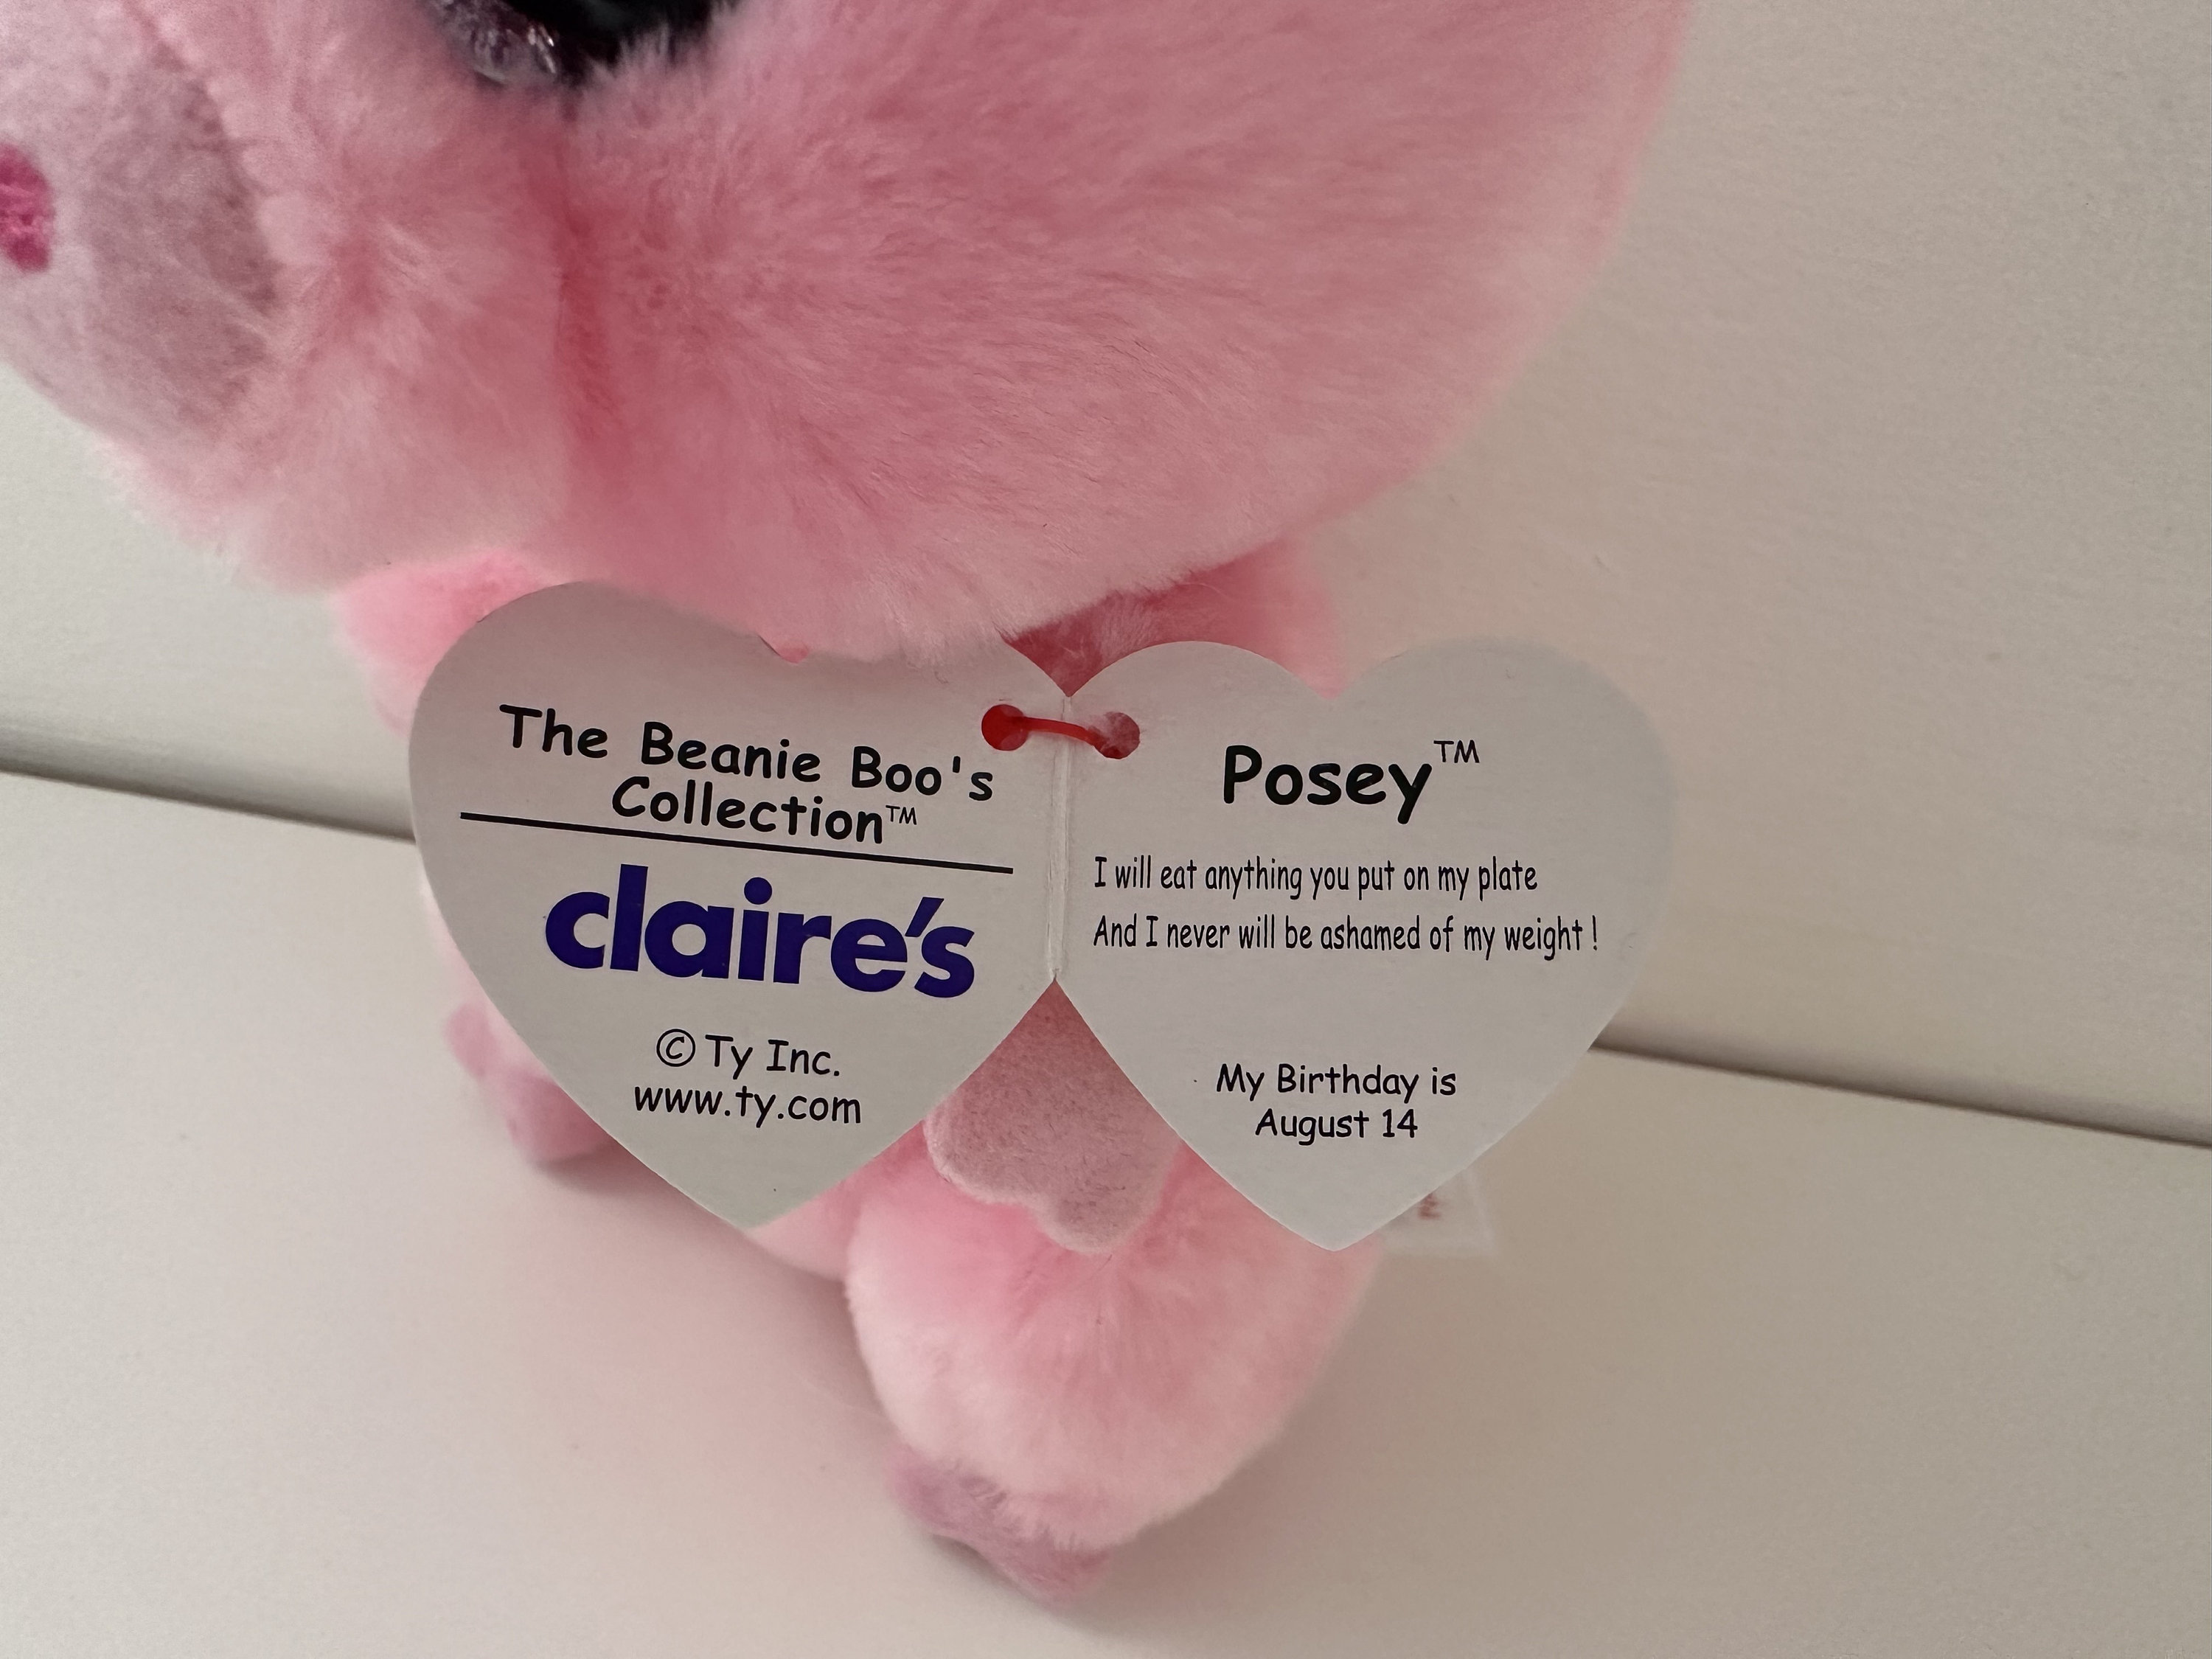 The Beanie Boo's
Collection™
claire's
© Ty Inc.
www.ty.com
Posey™
I will eat anything you put on my plate
And I never will be ashamed of my weight !
My Birthday is
August 14